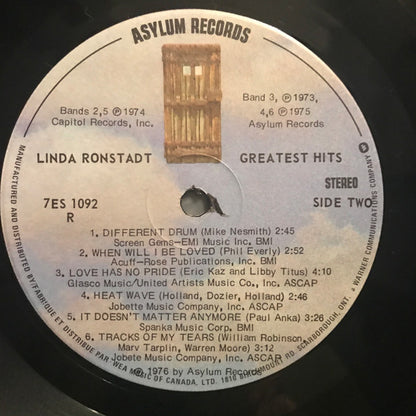 ASYLUM RECORDS
Bands 2,5 ℗ 1974
Capitol Records, Inc.
Band 3, ℗ 1973,
4,6 ℗ 1975
Asylum Records
LINDA RONSTADT
GREATEST HITS
7ES 1092
R
STEREO
SIDE TWO
1. DIFFERENT DRUM (Mike Nesmith) 2:45
Screen Gems-EMI Music Inc. BMI
2. WHEN WILL I BE LOVED (Phil Everly) 2:52
Acuff-Rose Publications, Inc. BMI
3. LOVE HAS NO PRIDE (Eric Kaz and Libby Titus) 4:10
Glasco Music/United Artists Music Co., Inc. ASCAP
4. HEAT WAVE (Holland, Dozier, Holland) 2:46
Jobette Music Company, Inc. ASCAP
5. IT DOESN'T MATTER ANYMORE (Paul Anka) 3:26
Spanka Music Corp. BMI
6. TRACKS OF MY TEARS (William Robinson,
Marv Tarplin, Warren Moore) 3:12
Jobete Music Company, Inc. ASCAP
℗ 1976 by Asylum Records
MANUFACTURED AND DISTRIBUTED BY/FABRIQUÉ ET DISTRIBUÉ PAR "WEA MUSIC OF CANADA, LTD. 1810 BIRCHMOUNT RD. SCARBOROUGH, ONT.
A WARNER COMMUNICATIONS COMPANY